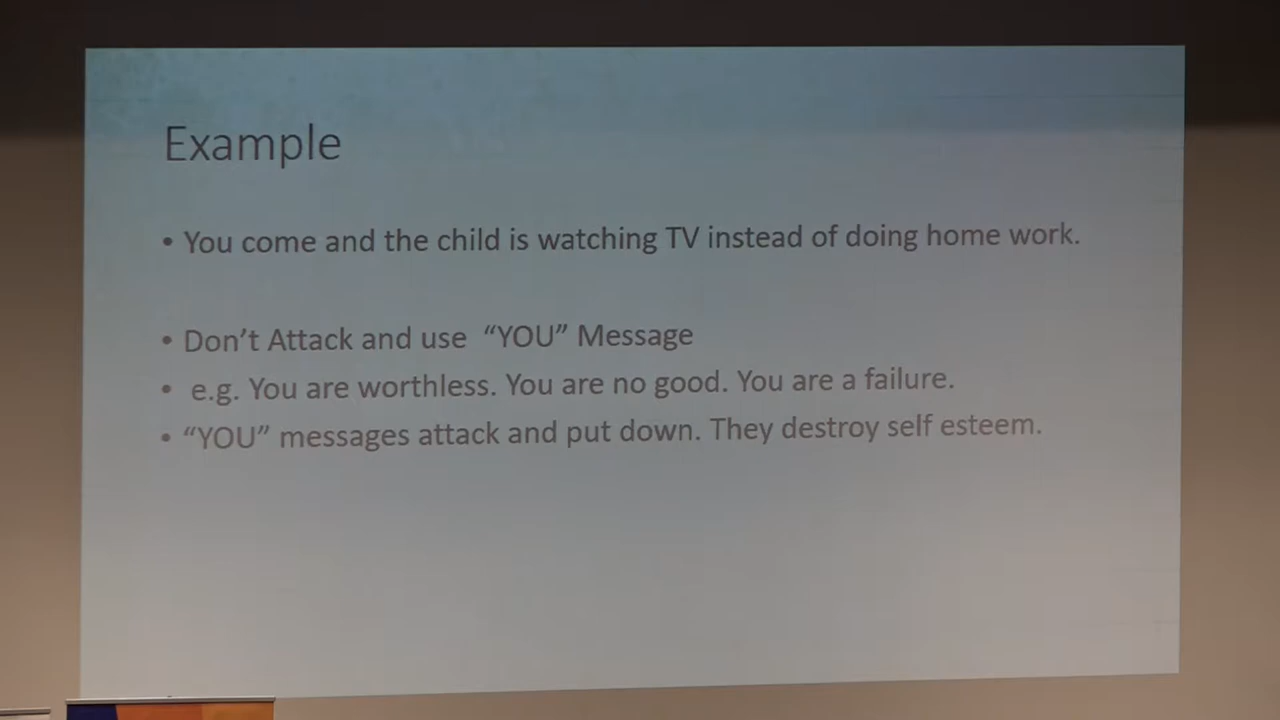 Example
• You come and the child is watching TV instead of doing home work.
• Don't Attack and use “YOU” Message
• e.g. You are worthless. You are no good. You are a failure.
• “YOU” messages attack and put down. They destroy self esteem.